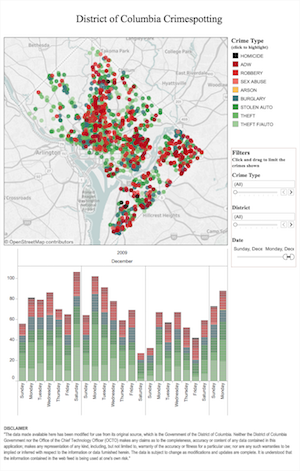 District of Columbia Crimespotting
Crime Type
(click to highlight)
HOMICIDE
ADW
ROBBERY
SEX ABUSE
ARSON
BURGLARY
STOLEN AUTO
THEFT
THEFT F/AUTO
Bethesda
Takoma Park
College Park
Hyattsville
Arlington
Hillcrest Heights
© OpenStreetMap contributors
Filters
Click and drag to limit the crimes shown
Crime Type
(All)
District
(All)
Date
Sunday, Dece Monday, Dec
2009
December
100
80
60
40
20
0
Sunday
Monday
Tuesday
Wednesday
Thursday
Friday
Saturday
Sunday
Monday
Tuesday
Wednesday
Thursday
Friday
Saturday
Sunday
Monday
Tuesday
Wednesday
Thursday
Friday
Saturday
Sunday
Monday
DISCLAIMER
"The data made available here has been modified for use from its original source, which is the Government of the District of Columbia. Neither the District of Columbia
Government nor the Office of the Chief Technology Officer (OCTO) makes any claims as to the completeness, accuracy or content of any data contained in this
application; makes any representation of any kind, including, but not limited to, warranty of the accuracy or fitness for a particular use; nor are any such warranties to be
implied or inferred with respect to the information or data furnished herein. The data is subject to change as modifications and updates are complete. It is understood that
the information contained in the web feed is being used at one's own risk."